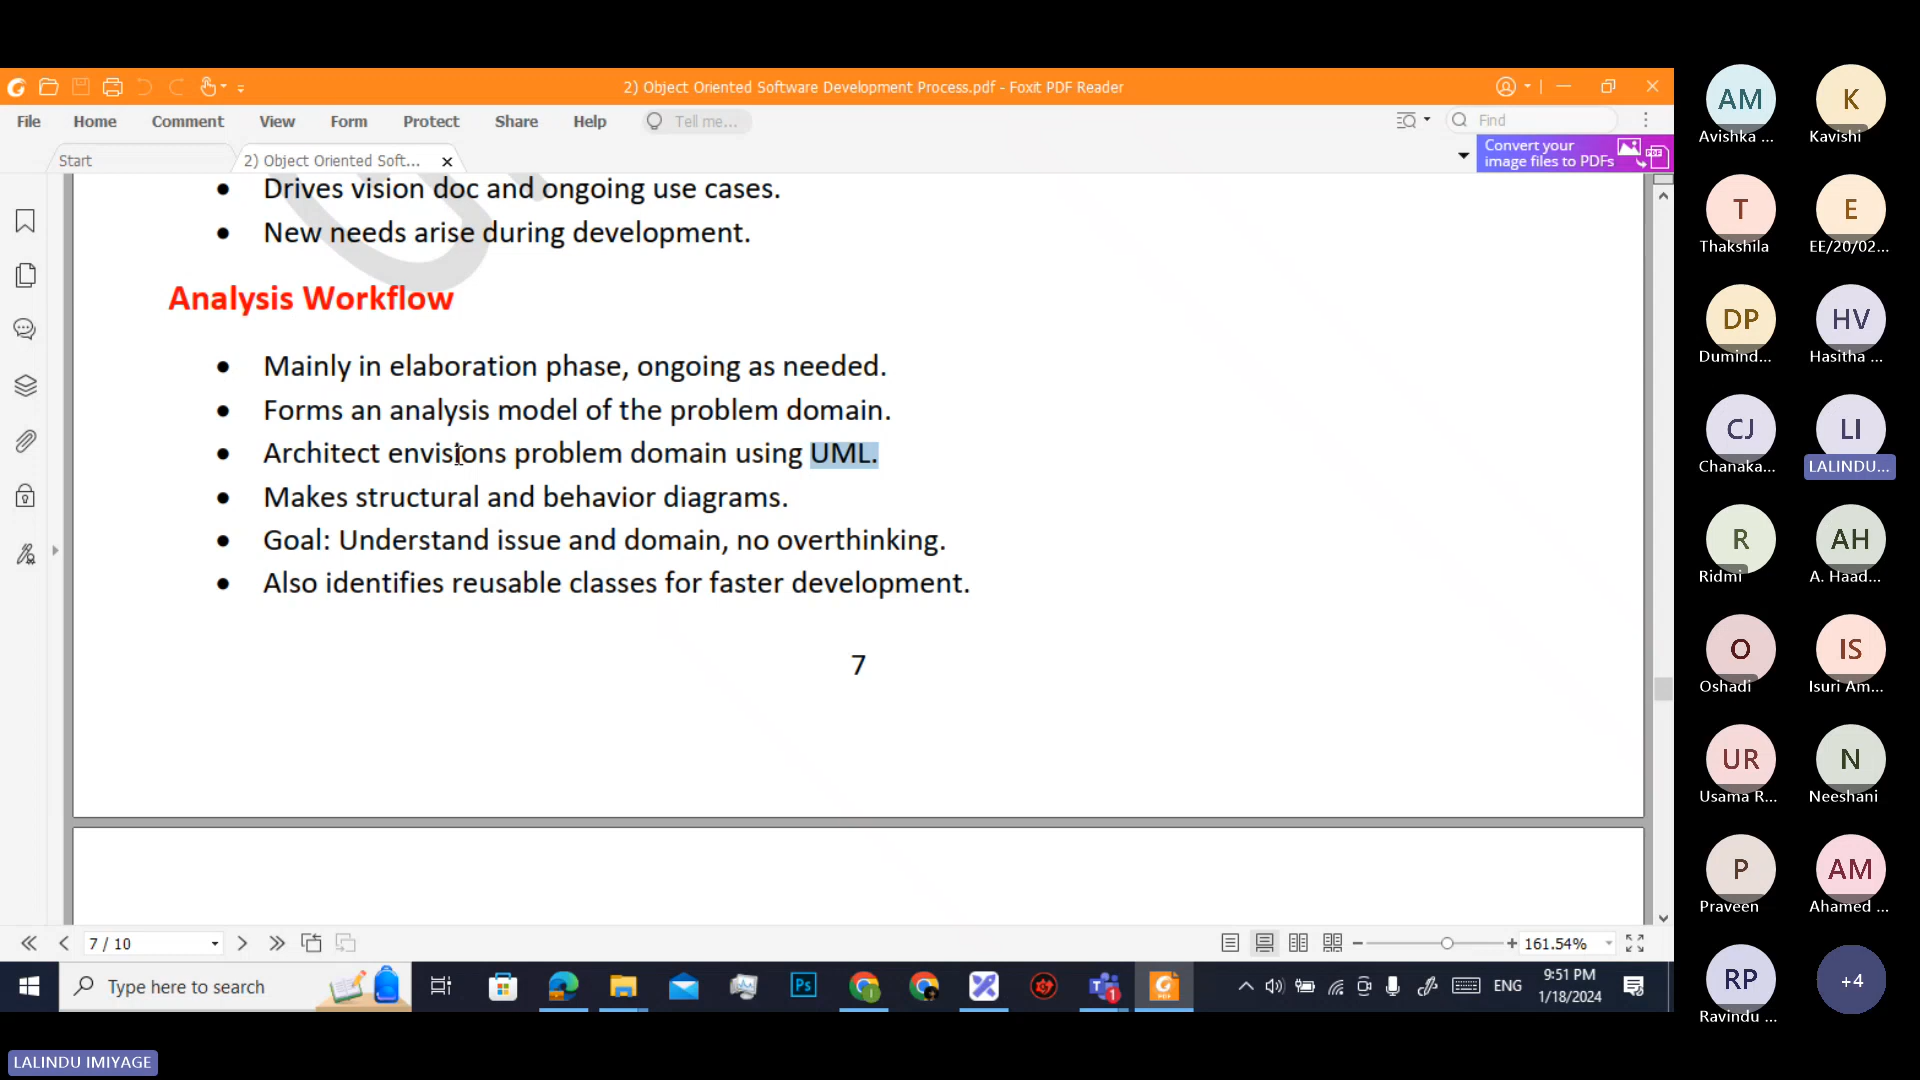 2) Object Oriented Software Development Process.pdf - Foxit PDF Reader
File Home Comment View Form Protect Share Help Tell me... Find
Start
2) Object Oriented Soft...
Convert your
image files to PDFs
• Drives vision doc and ongoing use cases.
• New needs arise during development.
Analysis Workflow
• Mainly in elaboration phase, ongoing as needed.
• Forms an analysis model of the problem domain.
• Architect envisions problem domain using UML.
• Makes structural and behavior diagrams.
• Goal: Understand issue and domain, no overthinking.
• Also identifies reusable classes for faster development.
7
7 / 10
161.54%
Type here to search
Ps
ENG
9:51 PM
1/18/2024
LALINDU IMIYAGE
AM
Avishka ...
K
Kavishi
T
Thakshila
E
EE/20/02...
DP
Dumind...
HV
Hasitha ...
CJ
Chanaka...
LI
LALINDU...
R
Ridmi
AH
A. Haad...
O
Oshadi
IS
Isuri Am...
UR
Usama R...
N
Neeshani
P
Praveen
AM
Ahamed ...
RP
Ravindu ...
+4